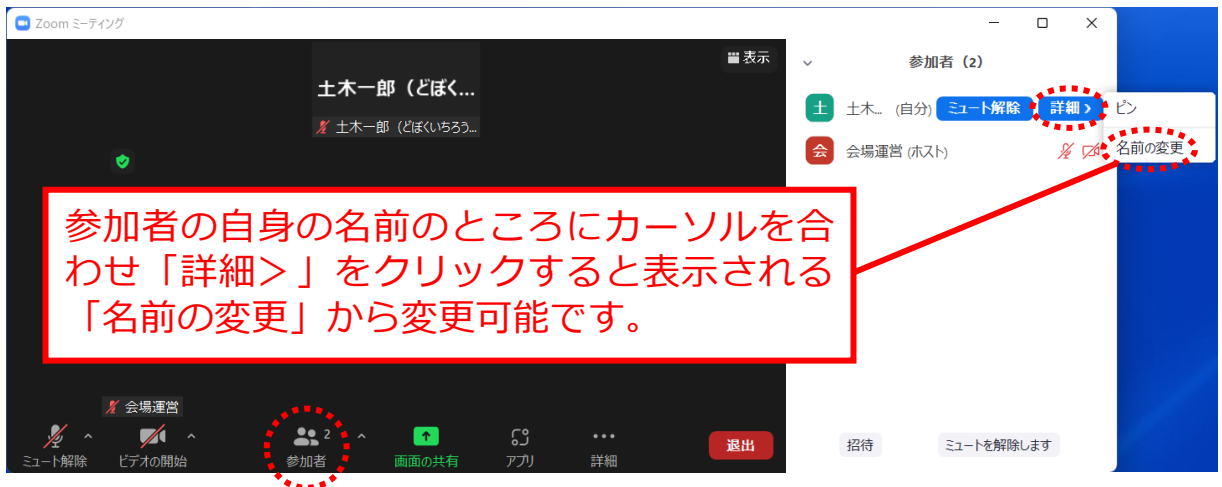 Zoom ミーティング
表示
土木一郎（どぼく...
土木一郎（どぼくいちろう...
参加者の自身の名前のところにカーソルを合
わせ「詳細＞」をクリックすると表示される
「名前の変更」から変更可能です。
会場運営
ミュート解除
ビデオの開始
2
参加者
画面の共有
アプリ
詳細
退出
参加者（2）
土 土木... (自分) ミュート解除 詳細 >
会 会場運営 (ホスト)
ピン
名前の変更
招待
ミュートを解除します